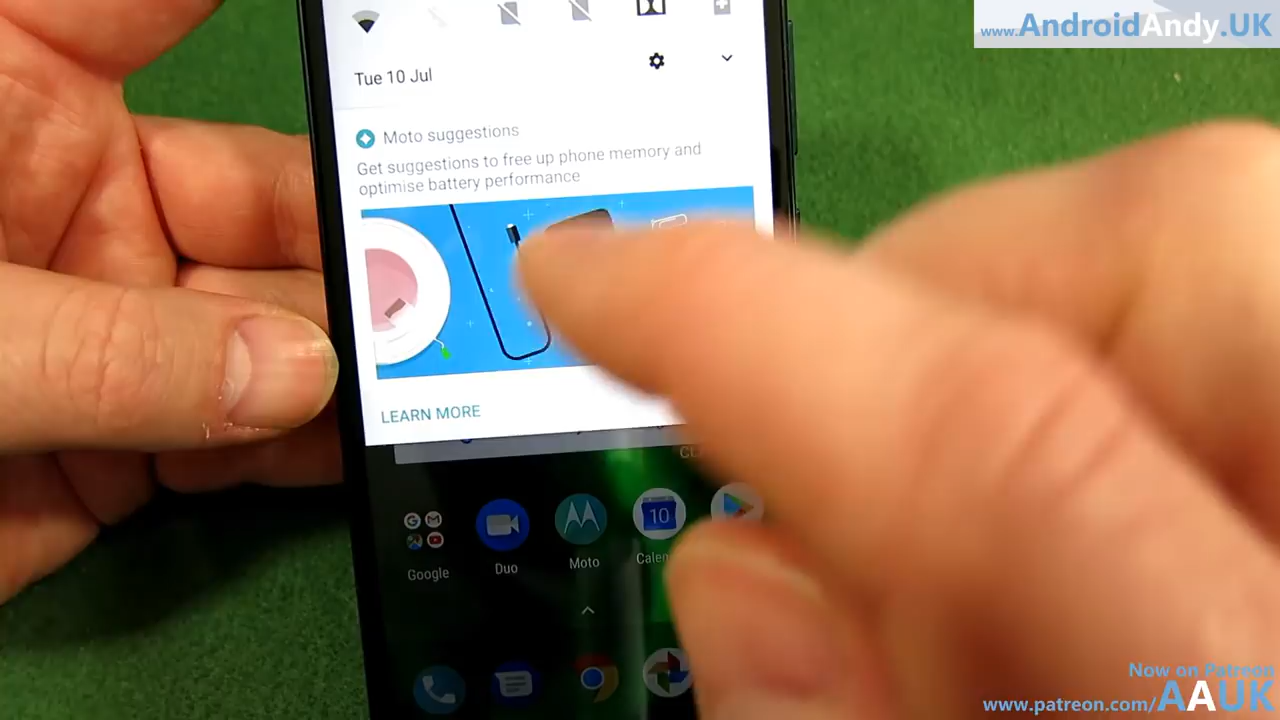 www.AndroidAndy.UK
Tue 10 Jul
Moto suggestions
Get suggestions to free up phone memory and
optimise battery performance
LEARN MORE
10
Google
Duo
Moto
Now on Patreon
www.patreon.com/AAUK